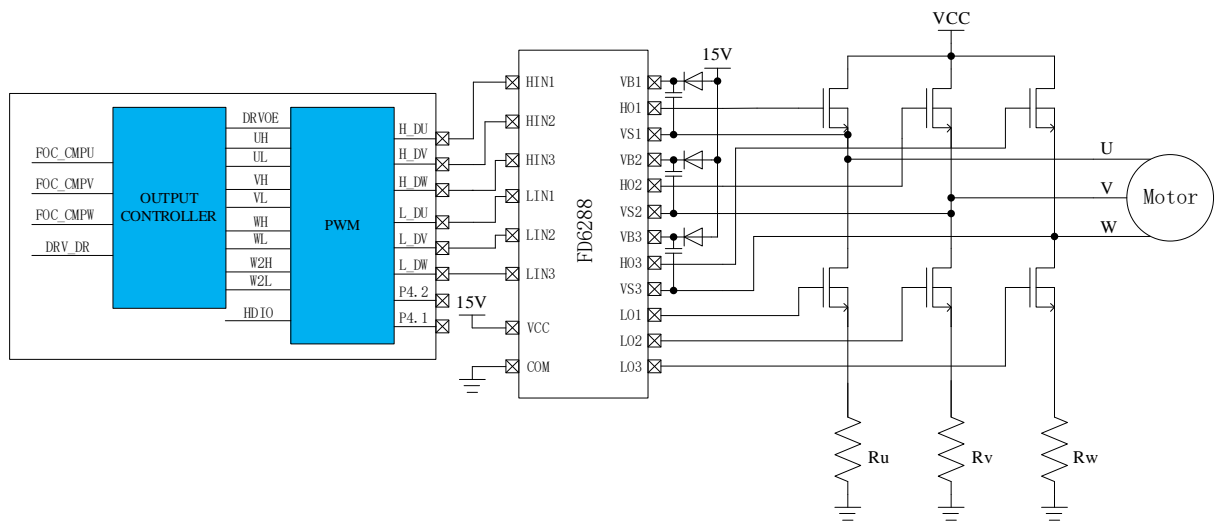 VCC
15V
HIN1
HIN2
HIN3
LIN1
LIN2
LIN3
VCC
COM
FD6288
VB1
HO1
VS1
VB2
HO2
VS2
VB3
HO3
VS3
LO1
LO2
LO3
FOC_CMPU
FOC_CMPV
FOC_CMPW
DRV_DR
OUTPUT
CONTROLLER
DRVOE
UH
UL
VH
VL
WH
WL
W2H
W2L
HDIO
PWM
H_DU
H_DV
H_DW
L_DU
L_DV
L_DW
P4.2
P4.1
15V
U
V
W
Motor
Ru
Rv
Rw